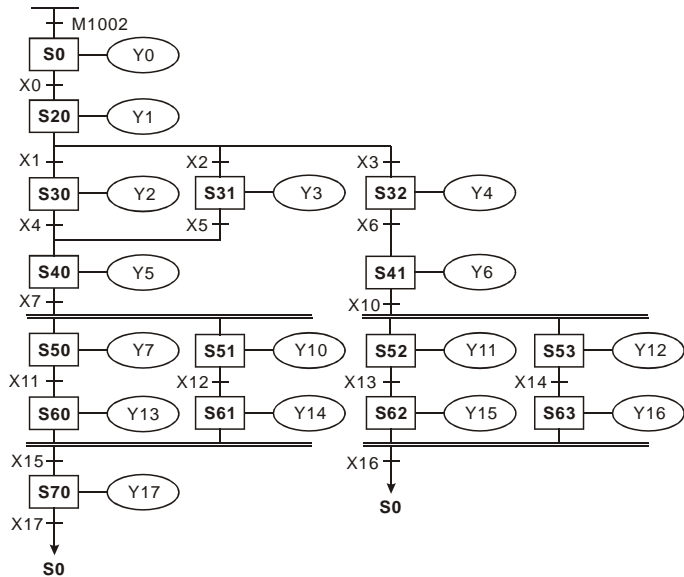 M1002
S0 Y0
X0
S20 Y1
X1 X2 X3
S30 Y2 S31 Y3 S32 Y4
X4 X5 X6
S40 Y5 S41 Y6
X7 X10
S50 Y7 S51 Y10 S52 Y11 S53 Y12
X11 X12 X13 X14
S60 Y13 S61 Y14 S62 Y15 S63 Y16
X15 X16
S70 Y17 S0
X17
S0